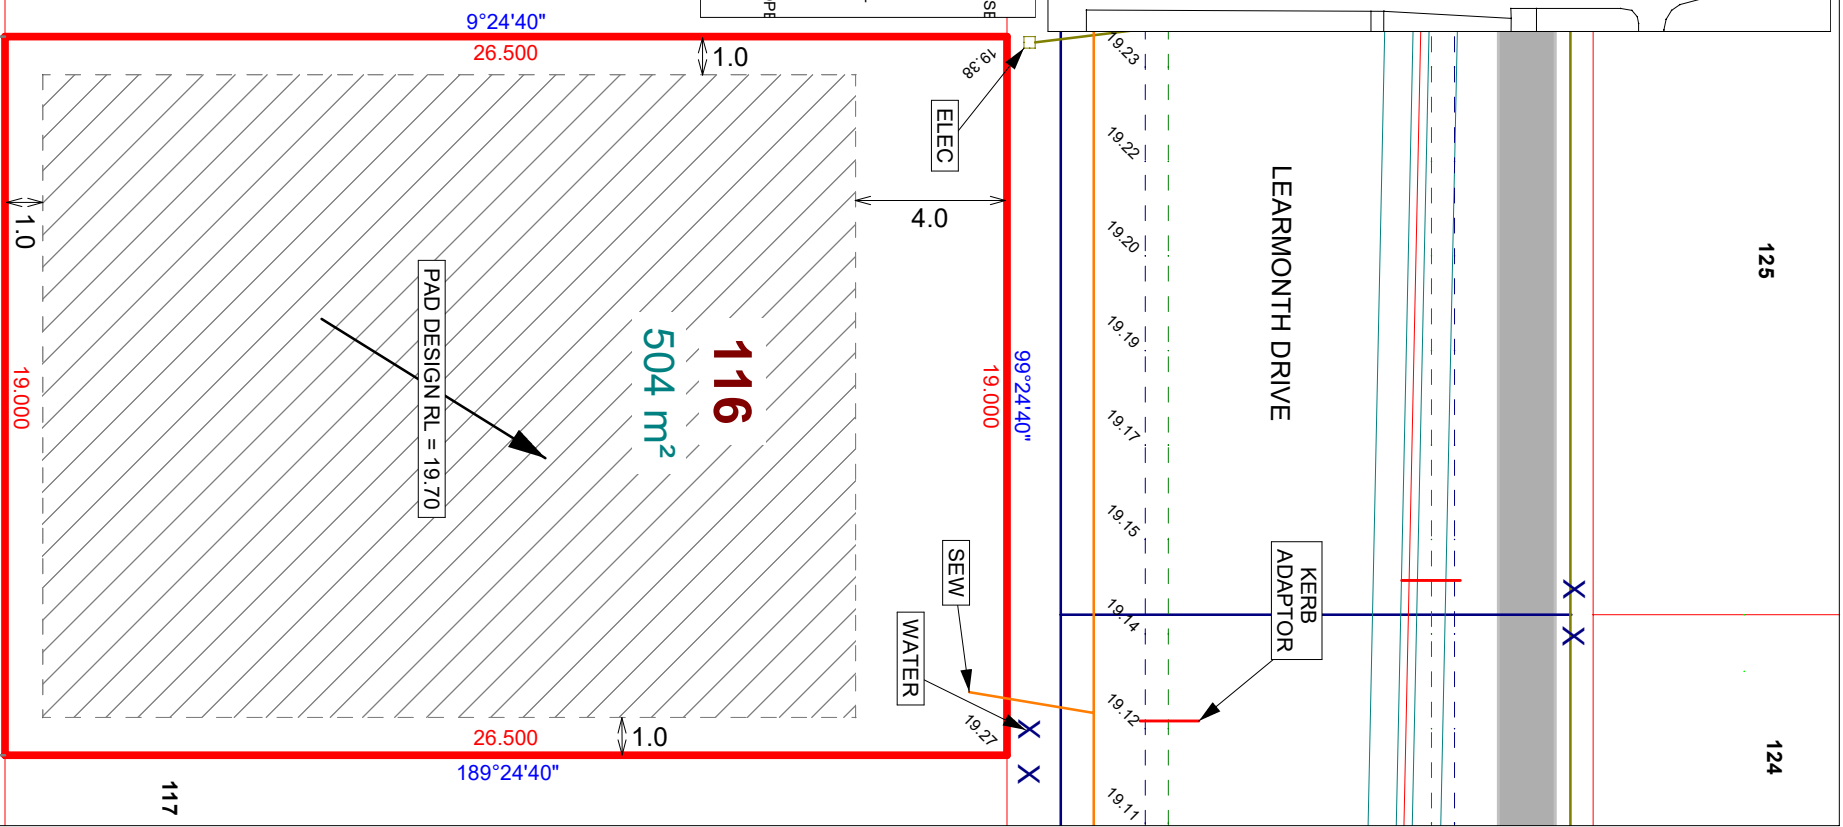 9°24'40"
26.500
1.0
19.38
ELEC
4.0
1.0
PAD DESIGN RL = 19.70
116
504 m²
19.000
19.000
99°24'40"
SEW
WATER
19.27
26.500
1.0
189°24'40"
117
LEARMONTH DRIVE
19.23
19.22
19.20
19.19
19.17
19.15
19.14
19.12
19.11
KERB
ADAPTOR
X
X
X
X
125
124